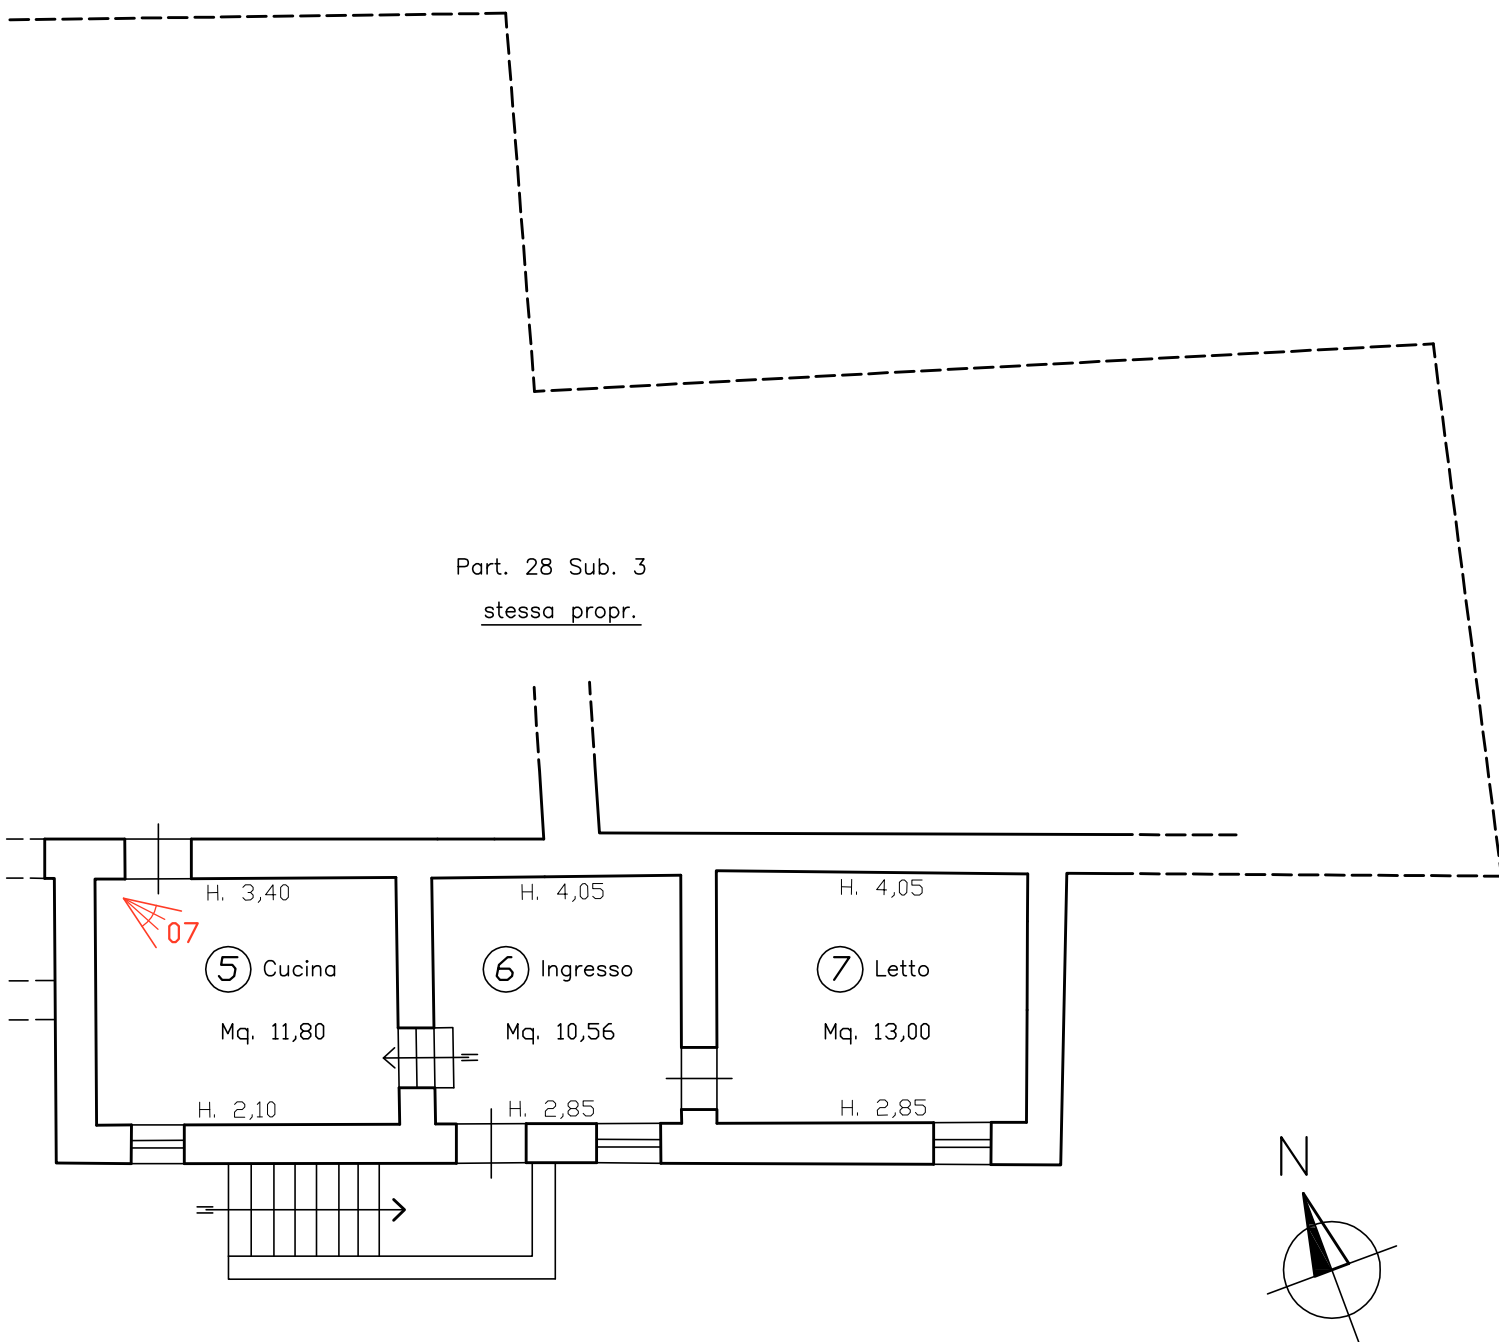 Part. 28 Sub. 3
stessa propr.
H. 3,40
H. 4,05
H. 4,05
07
5 Cucina
6 Ingresso
7 Letto
Mq. 11,80
Mq. 10,56
Mq. 13,00
H. 2,10
H. 2,85
H. 2,85
N